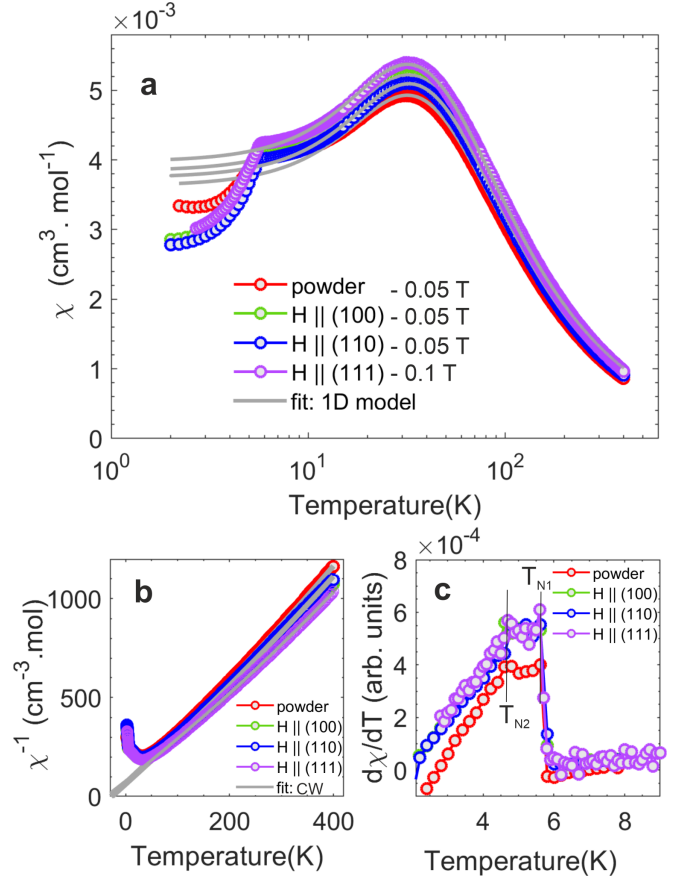 ×10⁻³
a
6
5
4
3
2
1
0
χ (cm³ . mol⁻¹)
powder - 0.05 T
H || (100) - 0.05 T
H || (110) - 0.05 T
H || (111) - 0.1 T
fit: 1D model
10⁰ 10¹ 10²
Temperature(K)
b
1000
500
0
χ⁻¹ (cm⁻³.mol)
powder
H || (100)
H || (110)
H || (111)
fit: CW
0 100 200 300 400
Temperature(K)
×10⁻⁴
c
8
6
4
2
0
dχ/dT (arb. units)
T_N1
powder
H || (100)
H || (110)
H || (111)
T_N2
4 6 8
Temperature(K)